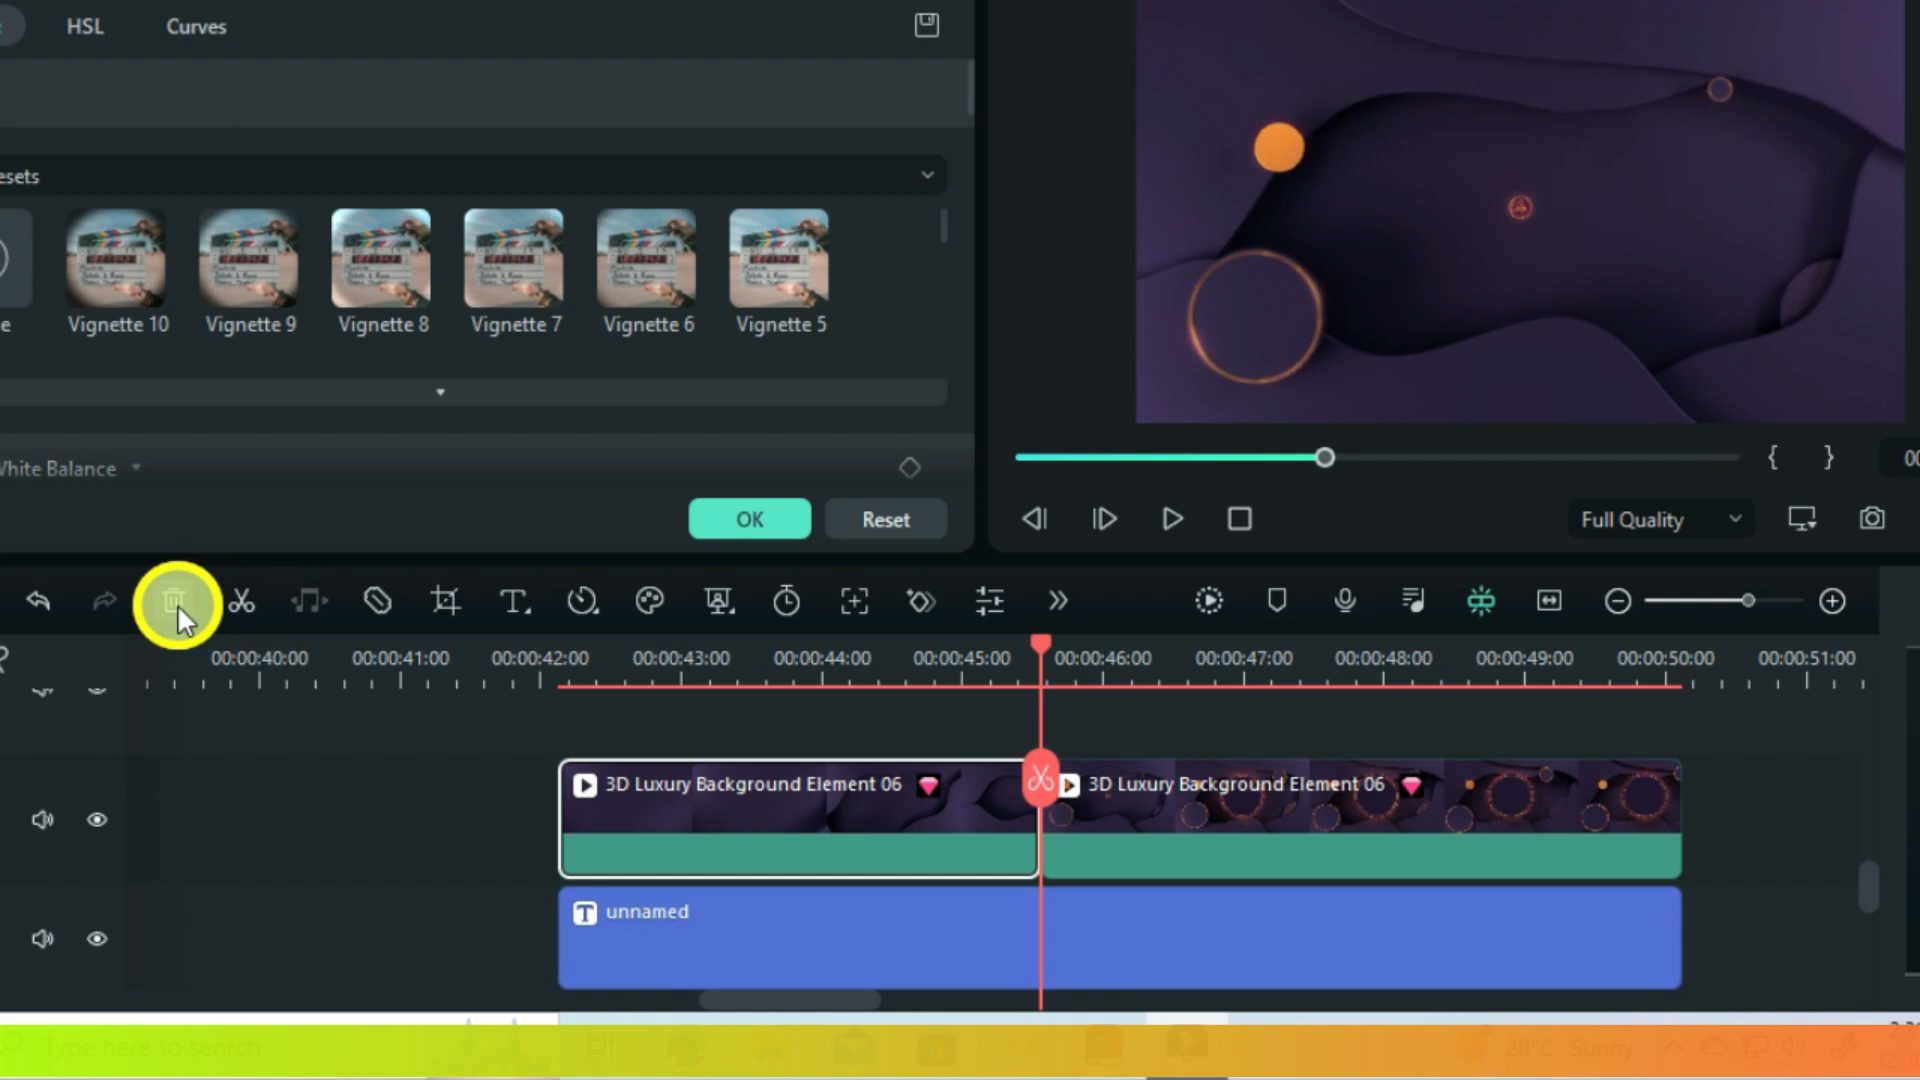 HSL
Curves
esets
e
Vignette 10
Vignette 9
Vignette 8
Vignette 7
Vignette 6
Vignette 5
White Balance
OK
Reset
{ }
00
Full Quality
00:00:40:00
00:00:41:00
00:00:42:00
00:00:43:00
00:00:44:00
00:00:45:00
00:00:46:00
00:00:47:00
00:00:48:00
00:00:49:00
00:00:50:00
00:00:51:00
3D Luxury Background Element 06
3D Luxury Background Element 06
T unnamed
Type here to search
28°C Sunny